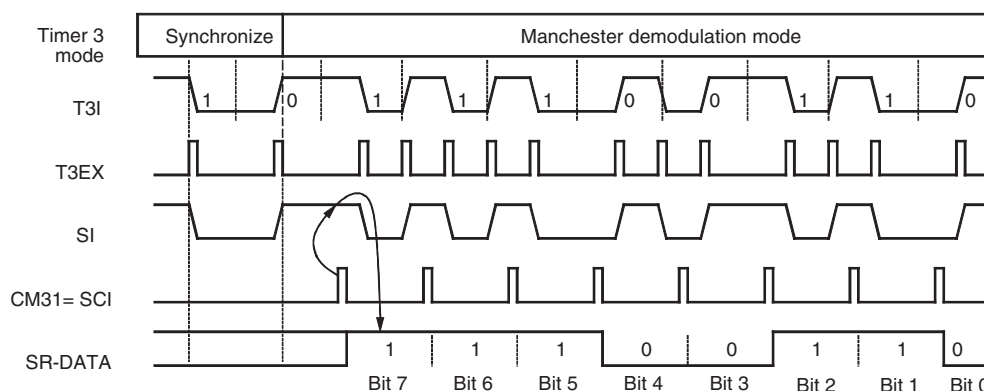 Timer 3 mode Synchronize Manchester demodulation mode
T3I 1 0 1 1 1 0 0 1 1 0
T3EX
SI
CM31= SCI
SR-DATA 1 1 1 0 0 1 1 0
Bit 7 Bit 6 Bit 5 Bit 4 Bit 3 Bit 2 Bit 1 Bit 0